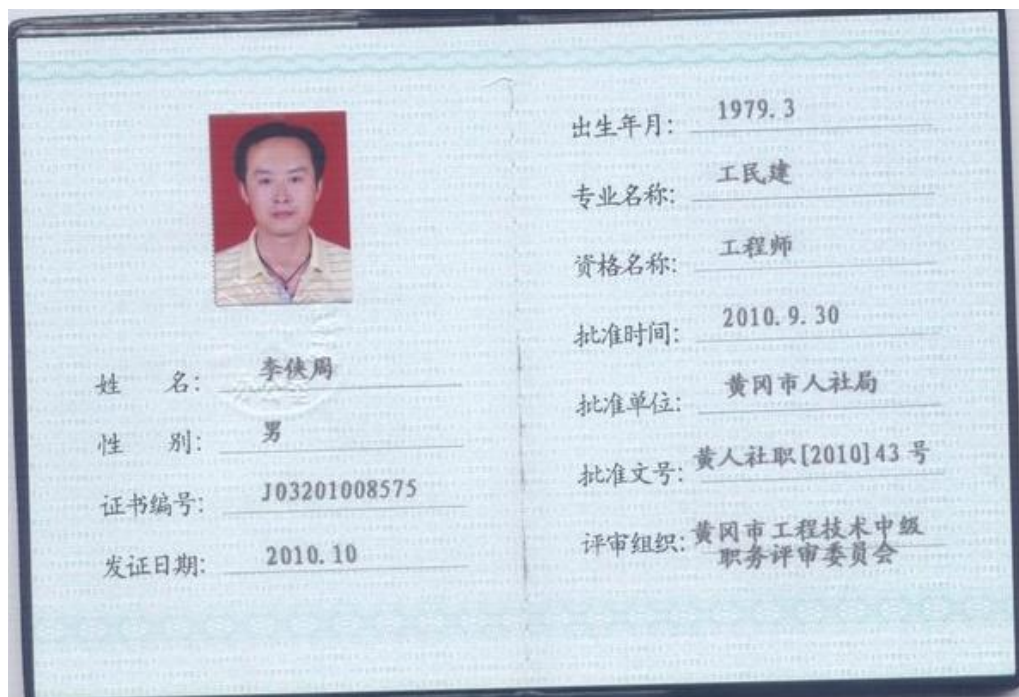 姓 名: 李侠周
性 别: 男
证书编号: J03201008575
发证日期: 2010.10
出生年月: 1979.3
专业名称: 工民建
资格名称: 工程师
批准时间: 2010.9.30
批准单位: 黄冈市人社局
批准文号: 黄人社职[2010]43号
评审组织: 黄冈市工程技术中级
职务评审委员会